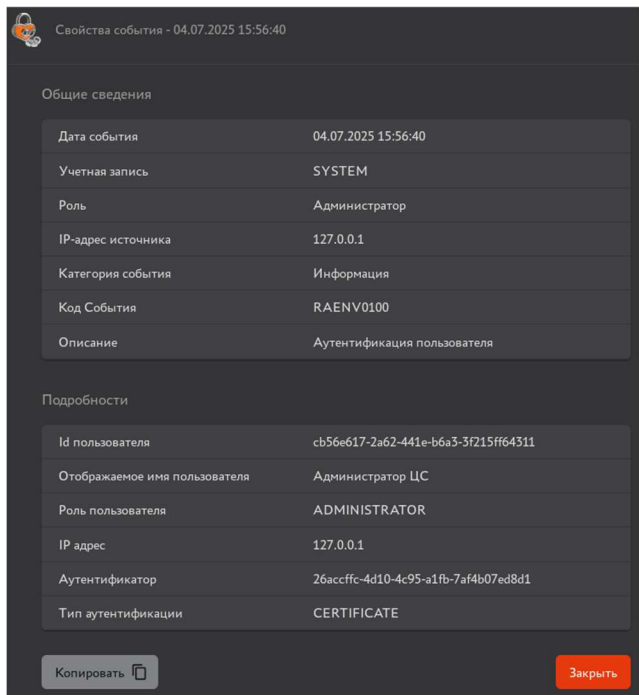 Свойства события - 04.07.2025 15:56:40
Общие сведения
Дата события 04.07.2025 15:56:40
Учетная запись SYSTEM
Роль Администратор
IP-адрес источника 127.0.0.1
Категория события Информация
Код События RAENV0100
Описание Аутентификация пользователя
Подробности
Id пользователя cb56e617-2a62-441e-b6a3-3f215ff64311
Отображаемое имя пользователя Администратор ЦС
Роль пользователя ADMINISTRATOR
IP адрес 127.0.0.1
Аутентификатор 26accffc-4d10-4c95-a1fb-7af4b07ed8d1
Тип аутентификации CERTIFICATE
Копировать Закрыть